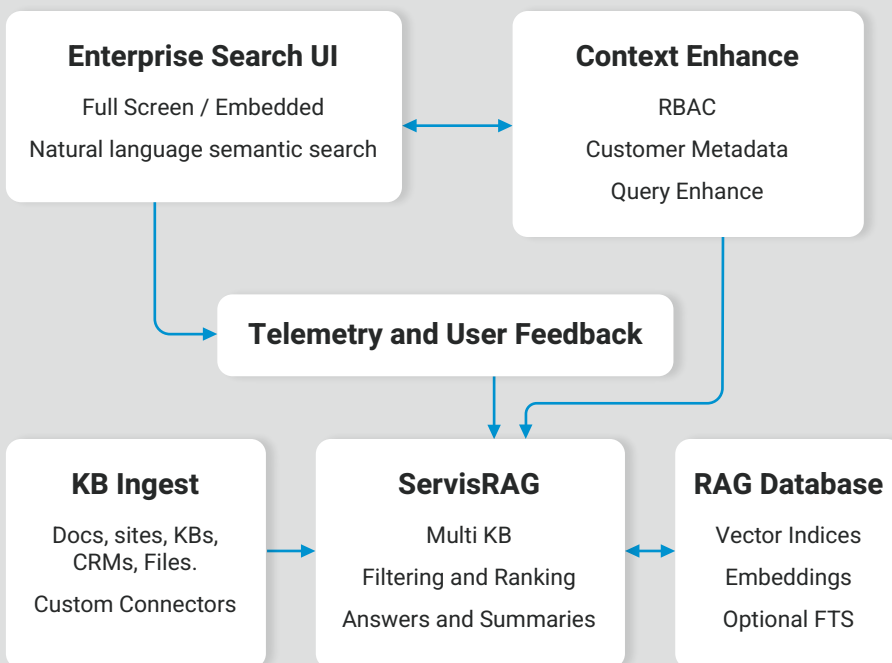 Enterprise Search UI
Full Screen / Embedded
Natural language semantic search
Context Enhance
RBAC
Customer Metadata
Query Enhance
Telemetry and User Feedback
KB Ingest
Docs, sites, KBs,
CRMs, Files.
Custom Connectors
ServisRAG
Multi KB
Filtering and Ranking
Answers and Summaries
RAG Database
Vector Indices
Embeddings
Optional FTS